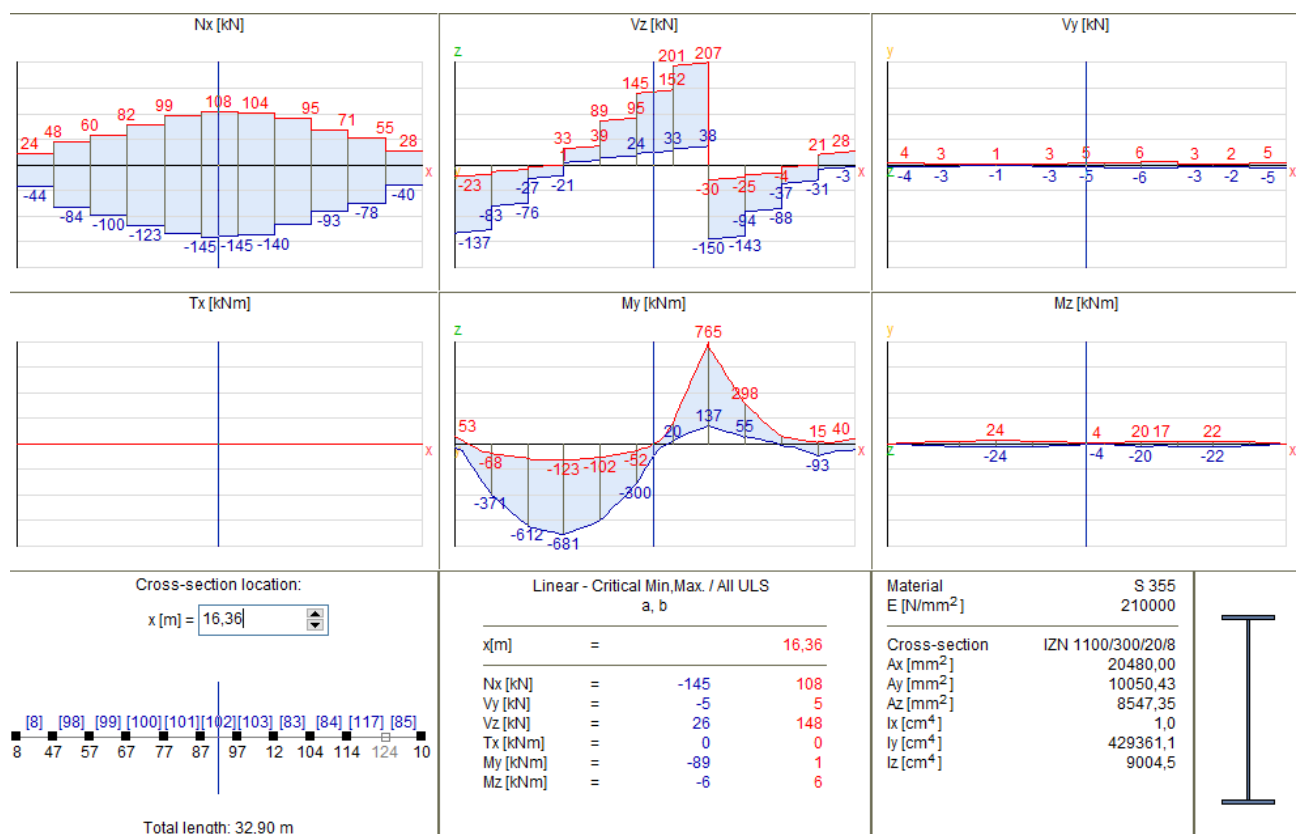 Nx [kN]
24 48 60 82 99 108 104 95 71 55 28
x
-44 -84 -100 -123 -145 -145 -140 -93 -78 -40
Vz [kN]
z
201 207
145 152
89 95
33 39 24 33 38 21 28
x
-23 -27 -21 -30 -25 -4 -37 -31 -3
-83 -76 -94 -88
-137 -150 -143
Vy [kN]
y
4 3 1 3 5 6 3 2 5
z x
-4 -3 -1 -3 -5 -6 -3 -2 -5
Tx [kNm]
x
My [kNm]
z
765
298
53 20 137 55 15 40
y x
-68 -123 -102 -52 -93
-371 -300
-612 -681
Mz [kNm]
y
24 4 20 17 22
z x
-24 -4 -20 -22
Cross-section location:
x [m] = 16,36
[8] [98] [99] [100] [101] [102] [103] [83] [84] [117] [85]
8 47 57 67 77 87 97 12 104 114 124 10
Total length: 32,90 m
Linear - Critical Min,Max. / All ULS
a, b
x[m] = 16,36
Nx [kN] = -145 108
Vy [kN] = -5 5
Vz [kN] = 26 148
Tx [kNm] = 0 0
My [kNm] = -89 1
Mz [kNm] = -6 6
Material S 355
E [N/mm²] 210000
Cross-section IZN 1100/300/20/8
Ax [mm²] 20480,00
Ay [mm²] 10050,43
Az [mm²] 8547,35
Ix [cm⁴] 1,0
Iy [cm⁴] 429361,1
Iz [cm⁴] 9004,5